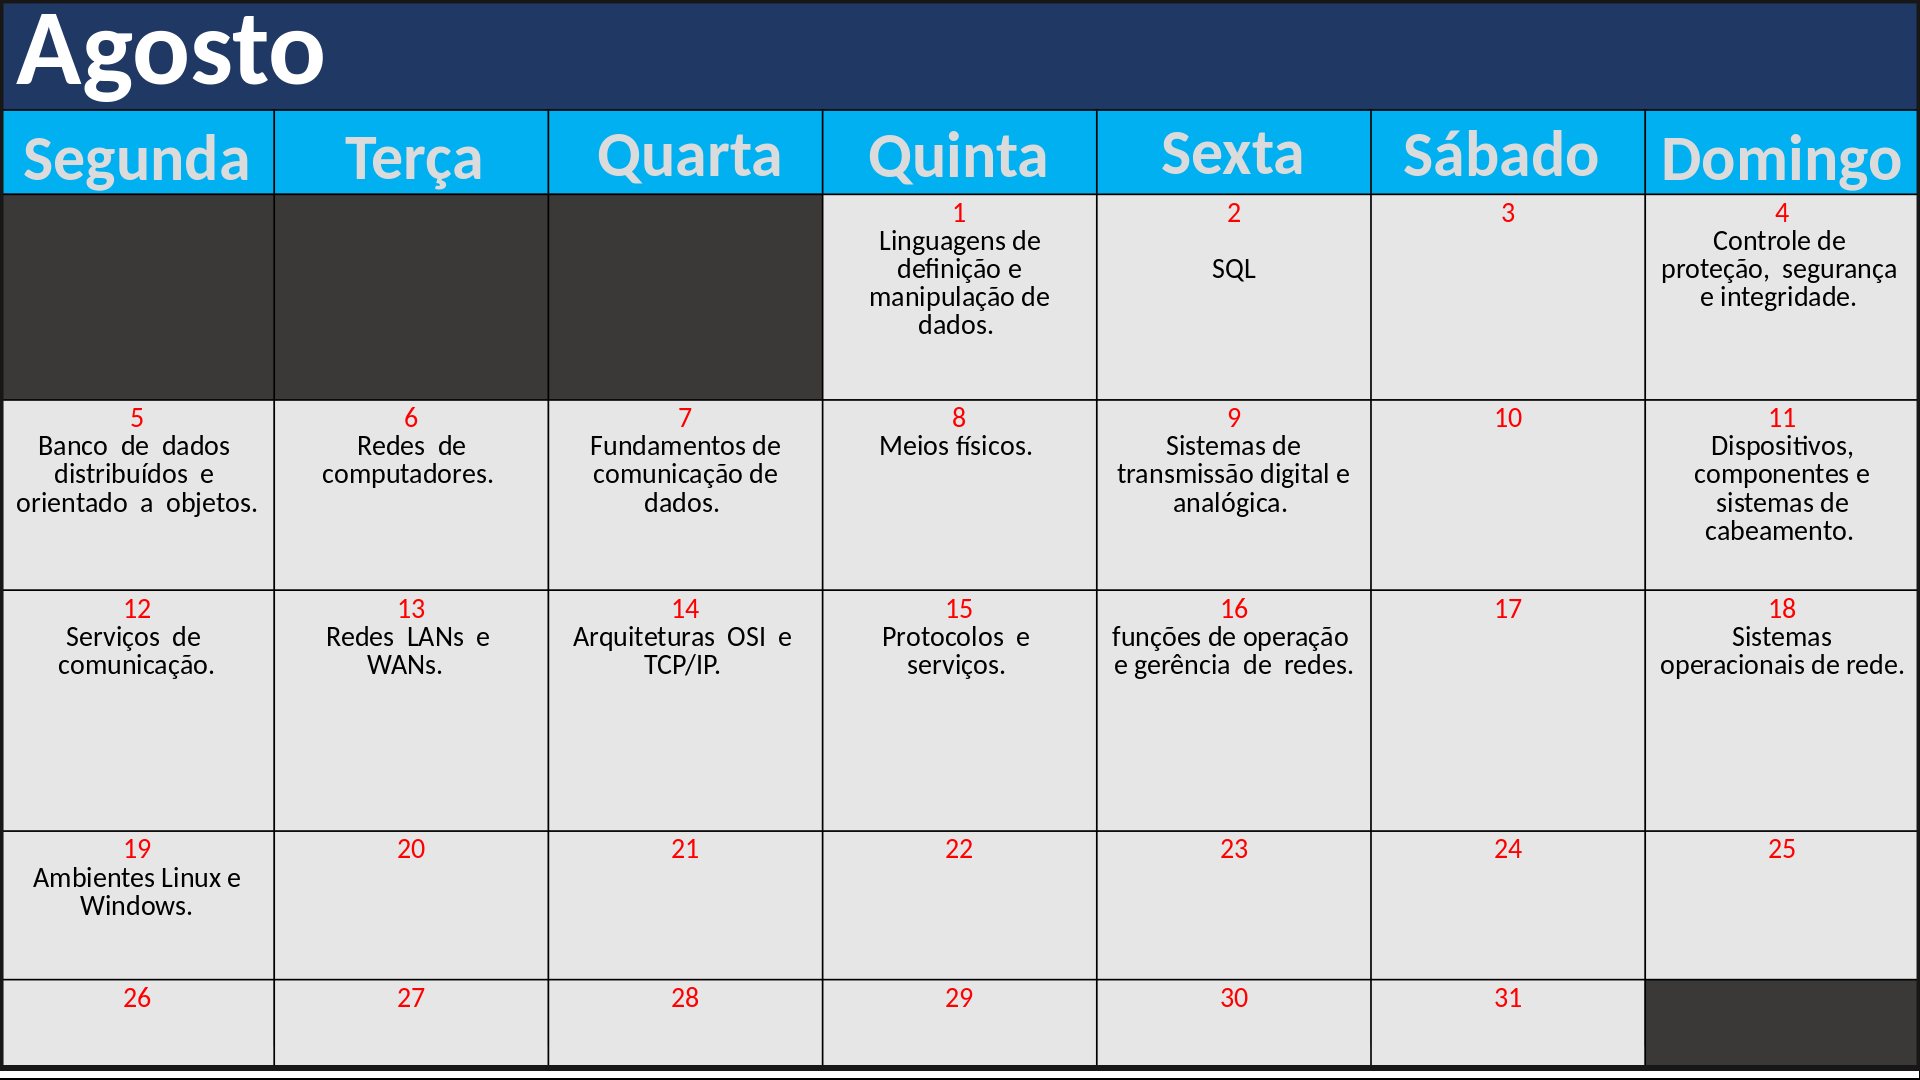 Agosto
Segunda Terça Quarta Quinta Sexta Sábado Domingo
1
Linguagens de
definição e
manipulação de
dados.
2
SQL
3
4
Controle de
proteção, segurança
e integridade.
5
Banco de dados
distribuídos e
orientado a objetos.
6
Redes de
computadores.
7
Fundamentos de
comunicação de
dados.
8
Meios físicos.
9
Sistemas de
transmissão digital e
analógica.
10
11
Dispositivos,
componentes e
sistemas de
cabeamento.
12
Serviços de
comunicação.
13
Redes LANs e
WANs.
14
Arquiteturas OSI e
TCP/IP.
15
Protocolos e
serviços.
16
funções de operação
e gerência de redes.
17
18
Sistemas
operacionais de rede.
19
Ambientes Linux e
Windows.
20
21
22
23
24
25
26
27
28
29
30
31